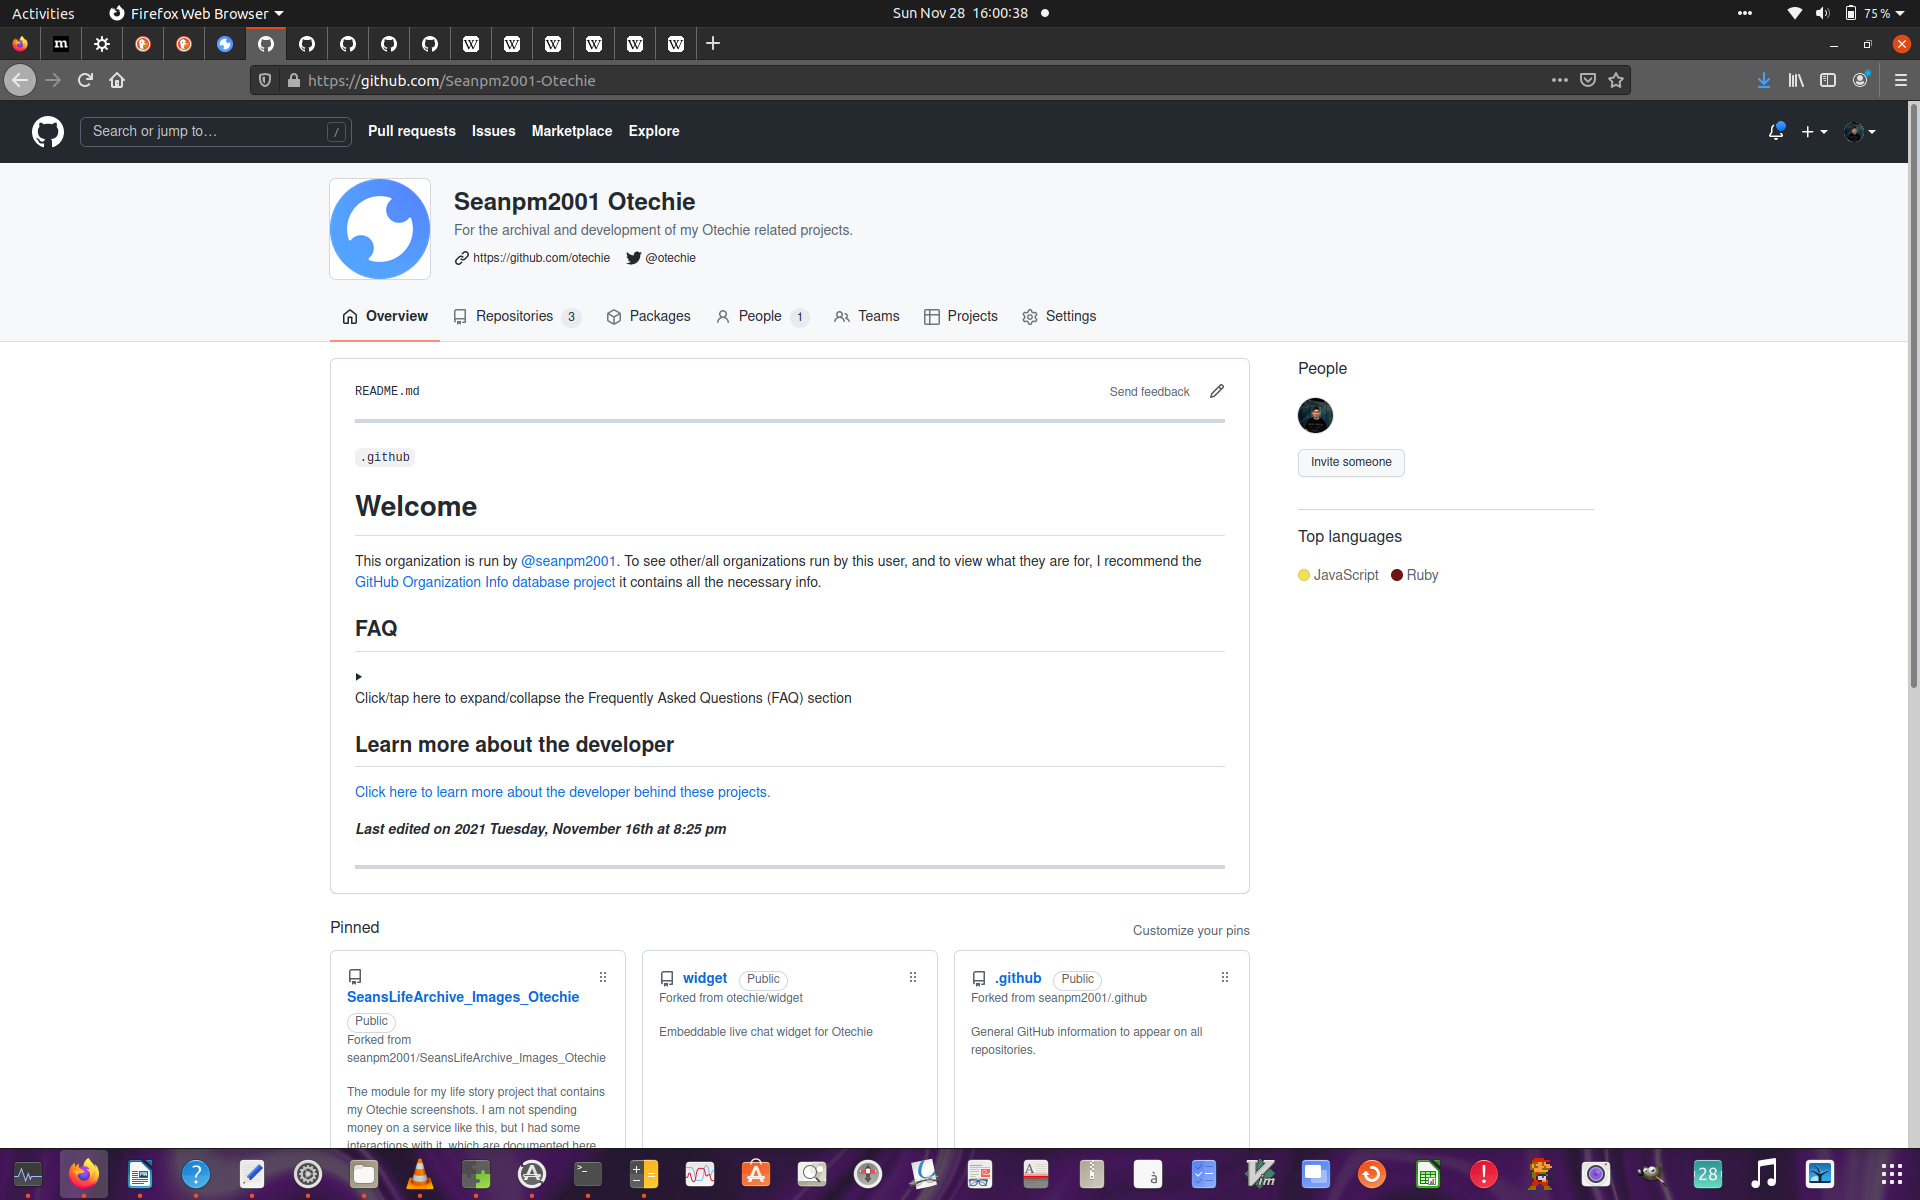 Activities
Firefox Web Browser
Sun Nov 28 16:00:38
75 %
https://github.com/Seanpm2001-Otechie
Search or jump to…
/
Pull requests
Issues
Marketplace
Explore
Seanpm2001 Otechie
For the archival and development of my Otechie related projects.
https://github.com/otechie
@otechie
Overview
Repositories 3
Packages
People 1
Teams
Projects
Settings
README.md
Send feedback
.github
Welcome
This organization is run by @seanpm2001. To see other/all organizations run by this user, and to view what they are for, I recommend the
GitHub Organization Info database project it contains all the necessary info.
FAQ
Click/tap here to expand/collapse the Frequently Asked Questions (FAQ) section
Learn more about the developer
Click here to learn more about the developer behind these projects.
Last edited on 2021 Tuesday, November 16th at 8:25 pm
People
Invite someone
Top languages
JavaScript
Ruby
Pinned
Customize your pins
SeansLifeArchive_Images_Otechie
Public
Forked from
seanpm2001/SeansLifeArchive_Images_Otechie
The module for my life story project that contains
my Otechie screenshots. I am not spending
money on a service like this, but I had some
interactions with it, which are documented here
widget
Public
Forked from otechie/widget
Embeddable live chat widget for Otechie
.github
Public
Forked from seanpm2001/.github
General GitHub information to appear on all
repositories.
28